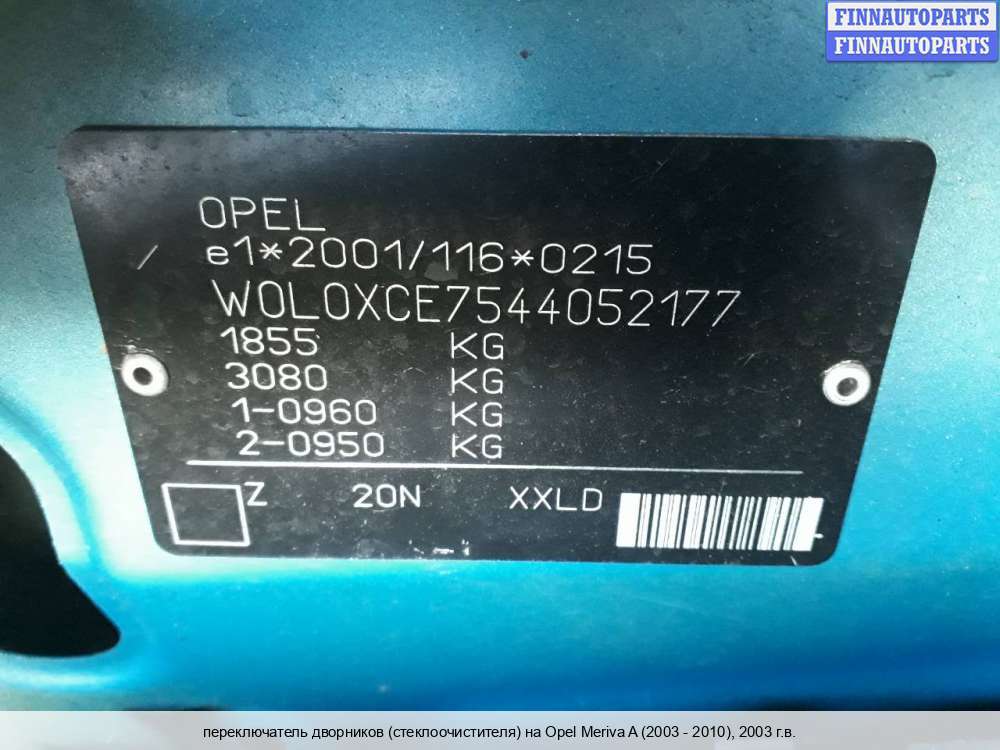 FINNAUTOPARTS
FINNAUTOPARTS
OPEL
e1*2001/116*0215
W0L0XCE7544052177
1855 KG
3080 KG
1-0960 KG
2-0950 KG
Z 20N XXLD
переключатель дворников (стеклоочистителя) на Opel Meriva A (2003 - 2010), 2003 г.в.